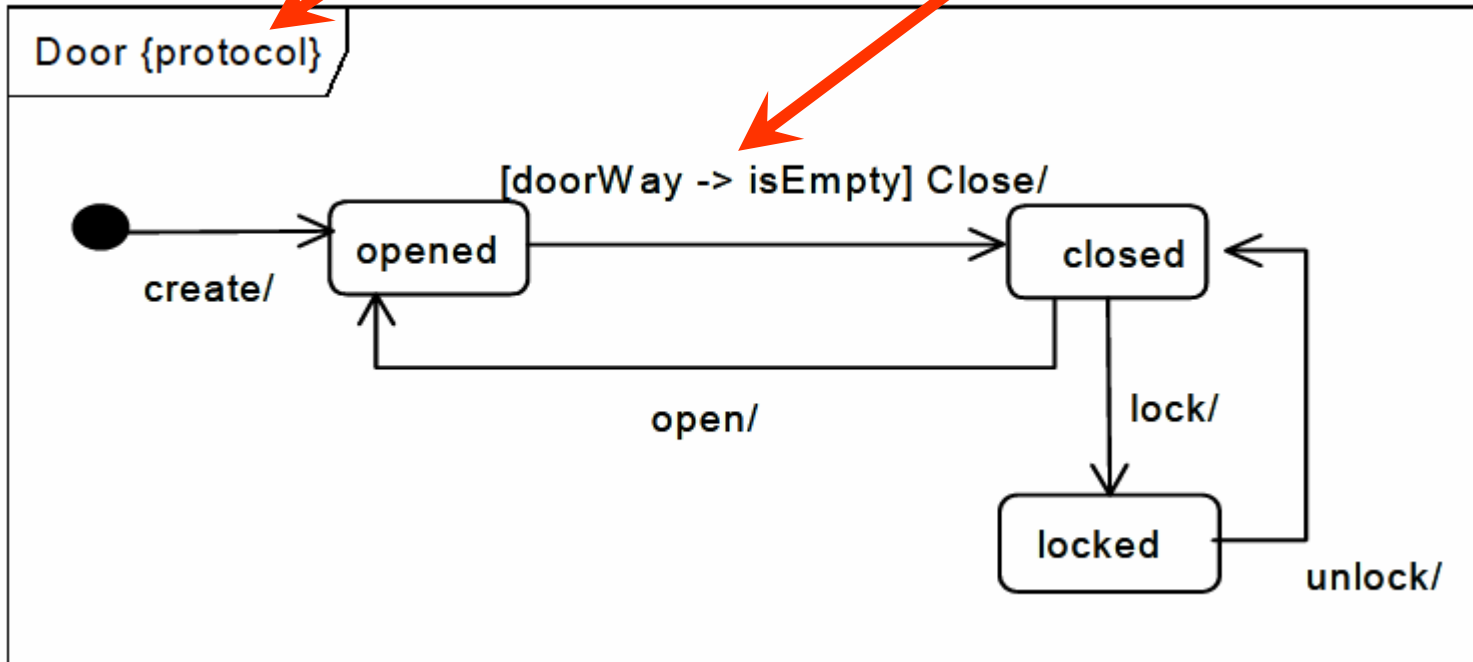 Door {protocol}
[doorWay -> isEmpty] Close/
opened
closed
create/
open/
lock/
locked
unlock/